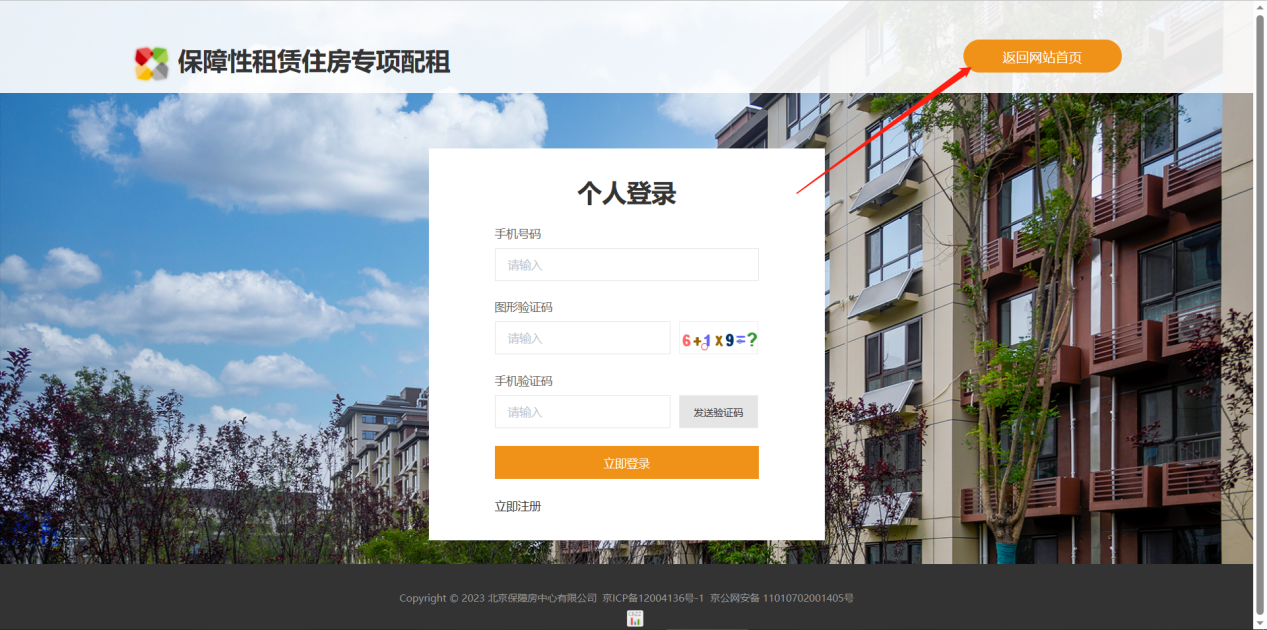 保障性租赁住房专项配租
返回网站首页
个人登录
手机号码
请输入
图形验证码
请输入
6+1x9=?
手机验证码
请输入
发送验证码
立即登录
立即注册
Copyright © 2023 北京保障房中心有限公司 京ICP备12004136号-1 京公网安备 11010702001405号